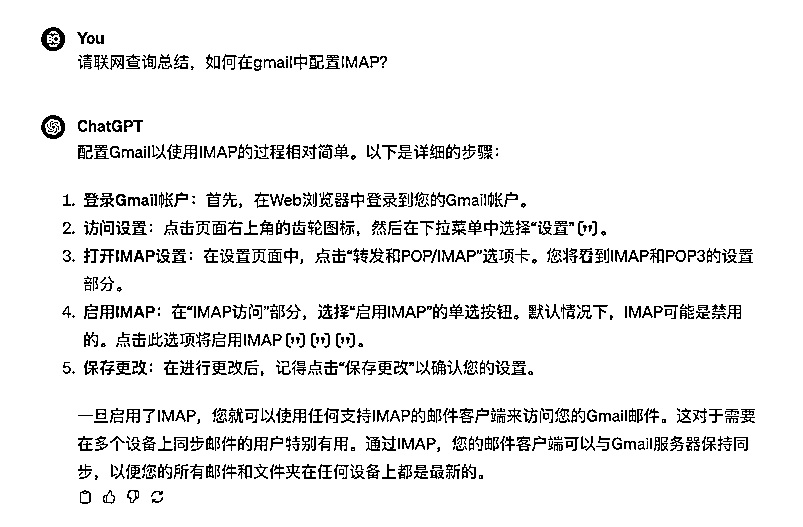 You
请联网查询总结，如何在gmail中配置IMAP?
ChatGPT
配置Gmail以使用IMAP的过程相对简单。以下是详细的步骤：
1. 登录Gmail帐户：首先，在Web浏览器中登录到您的Gmail帐户。
2. 访问设置：点击页面右上角的齿轮图标，然后在下拉菜单中选择“设置”[”]。
3. 打开IMAP设置：在设置页面中，点击“转发和POP/IMAP”选项卡。您将看到IMAP和POP3的设置
部分。
4. 启用IMAP：在“IMAP访问”部分，选择“启用IMAP”的单选按钮。默认情况下，IMAP可能是禁用
的。点击此选项将启用IMAP[”] [”] [”]。
5. 保存更改：在进行更改后，记得点击“保存更改”以确认您的设置。
一旦启用了IMAP，您就可以使用任何支持IMAP的邮件客户端来访问您的Gmail邮件。这对于需要
在多个设备上同步邮件的用户特别有用。通过IMAP，您的邮件客户端可以与Gmail服务器保持同
步，以便您的所有邮件和文件夹在任何设备上都是最新的。